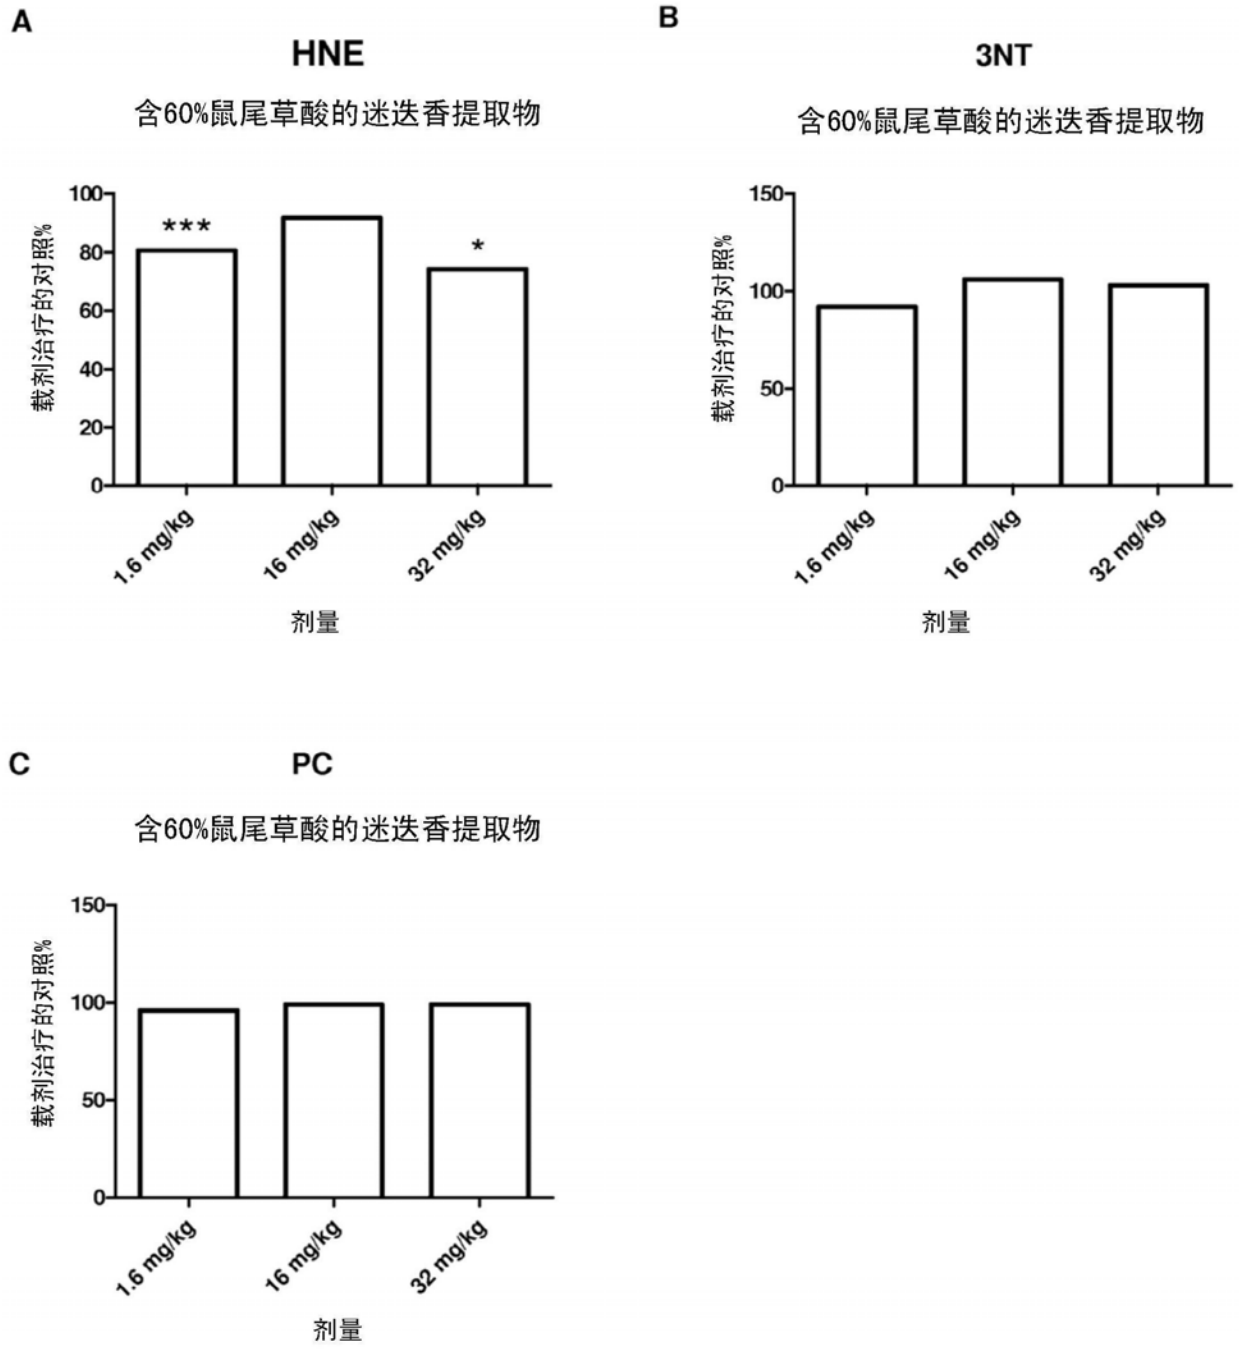 A
HNE
含60%鼠尾草酸的迷迭香提取物
载剂治疗的对照%
100
80
60
40
20
0
***
*
1.6 mg/kg
16 mg/kg
32 mg/kg
剂量
B
3NT
含60%鼠尾草酸的迷迭香提取物
载剂治疗的对照%
150
100
50
0
1.6 mg/kg
16 mg/kg
32 mg/kg
剂量
C
PC
含60%鼠尾草酸的迷迭香提取物
载剂治疗的对照%
150
100
50
0
1.6 mg/kg
16 mg/kg
32 mg/kg
剂量